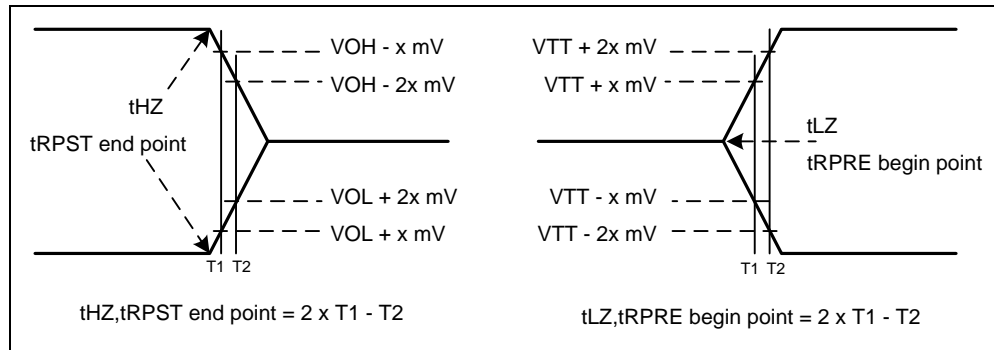 VOH - x mV
VOH - 2x mV
tHZ
tRPST end point
VOL + 2x mV
VOL + x mV
T1 T2
tHZ,tRPST end point = 2 x T1 - T2
VTT + 2x mV
VTT + x mV
tLZ
tRPRE begin point
VTT - x mV
VTT - 2x mV
T1 T2
tLZ,tRPRE begin point = 2 x T1 - T2